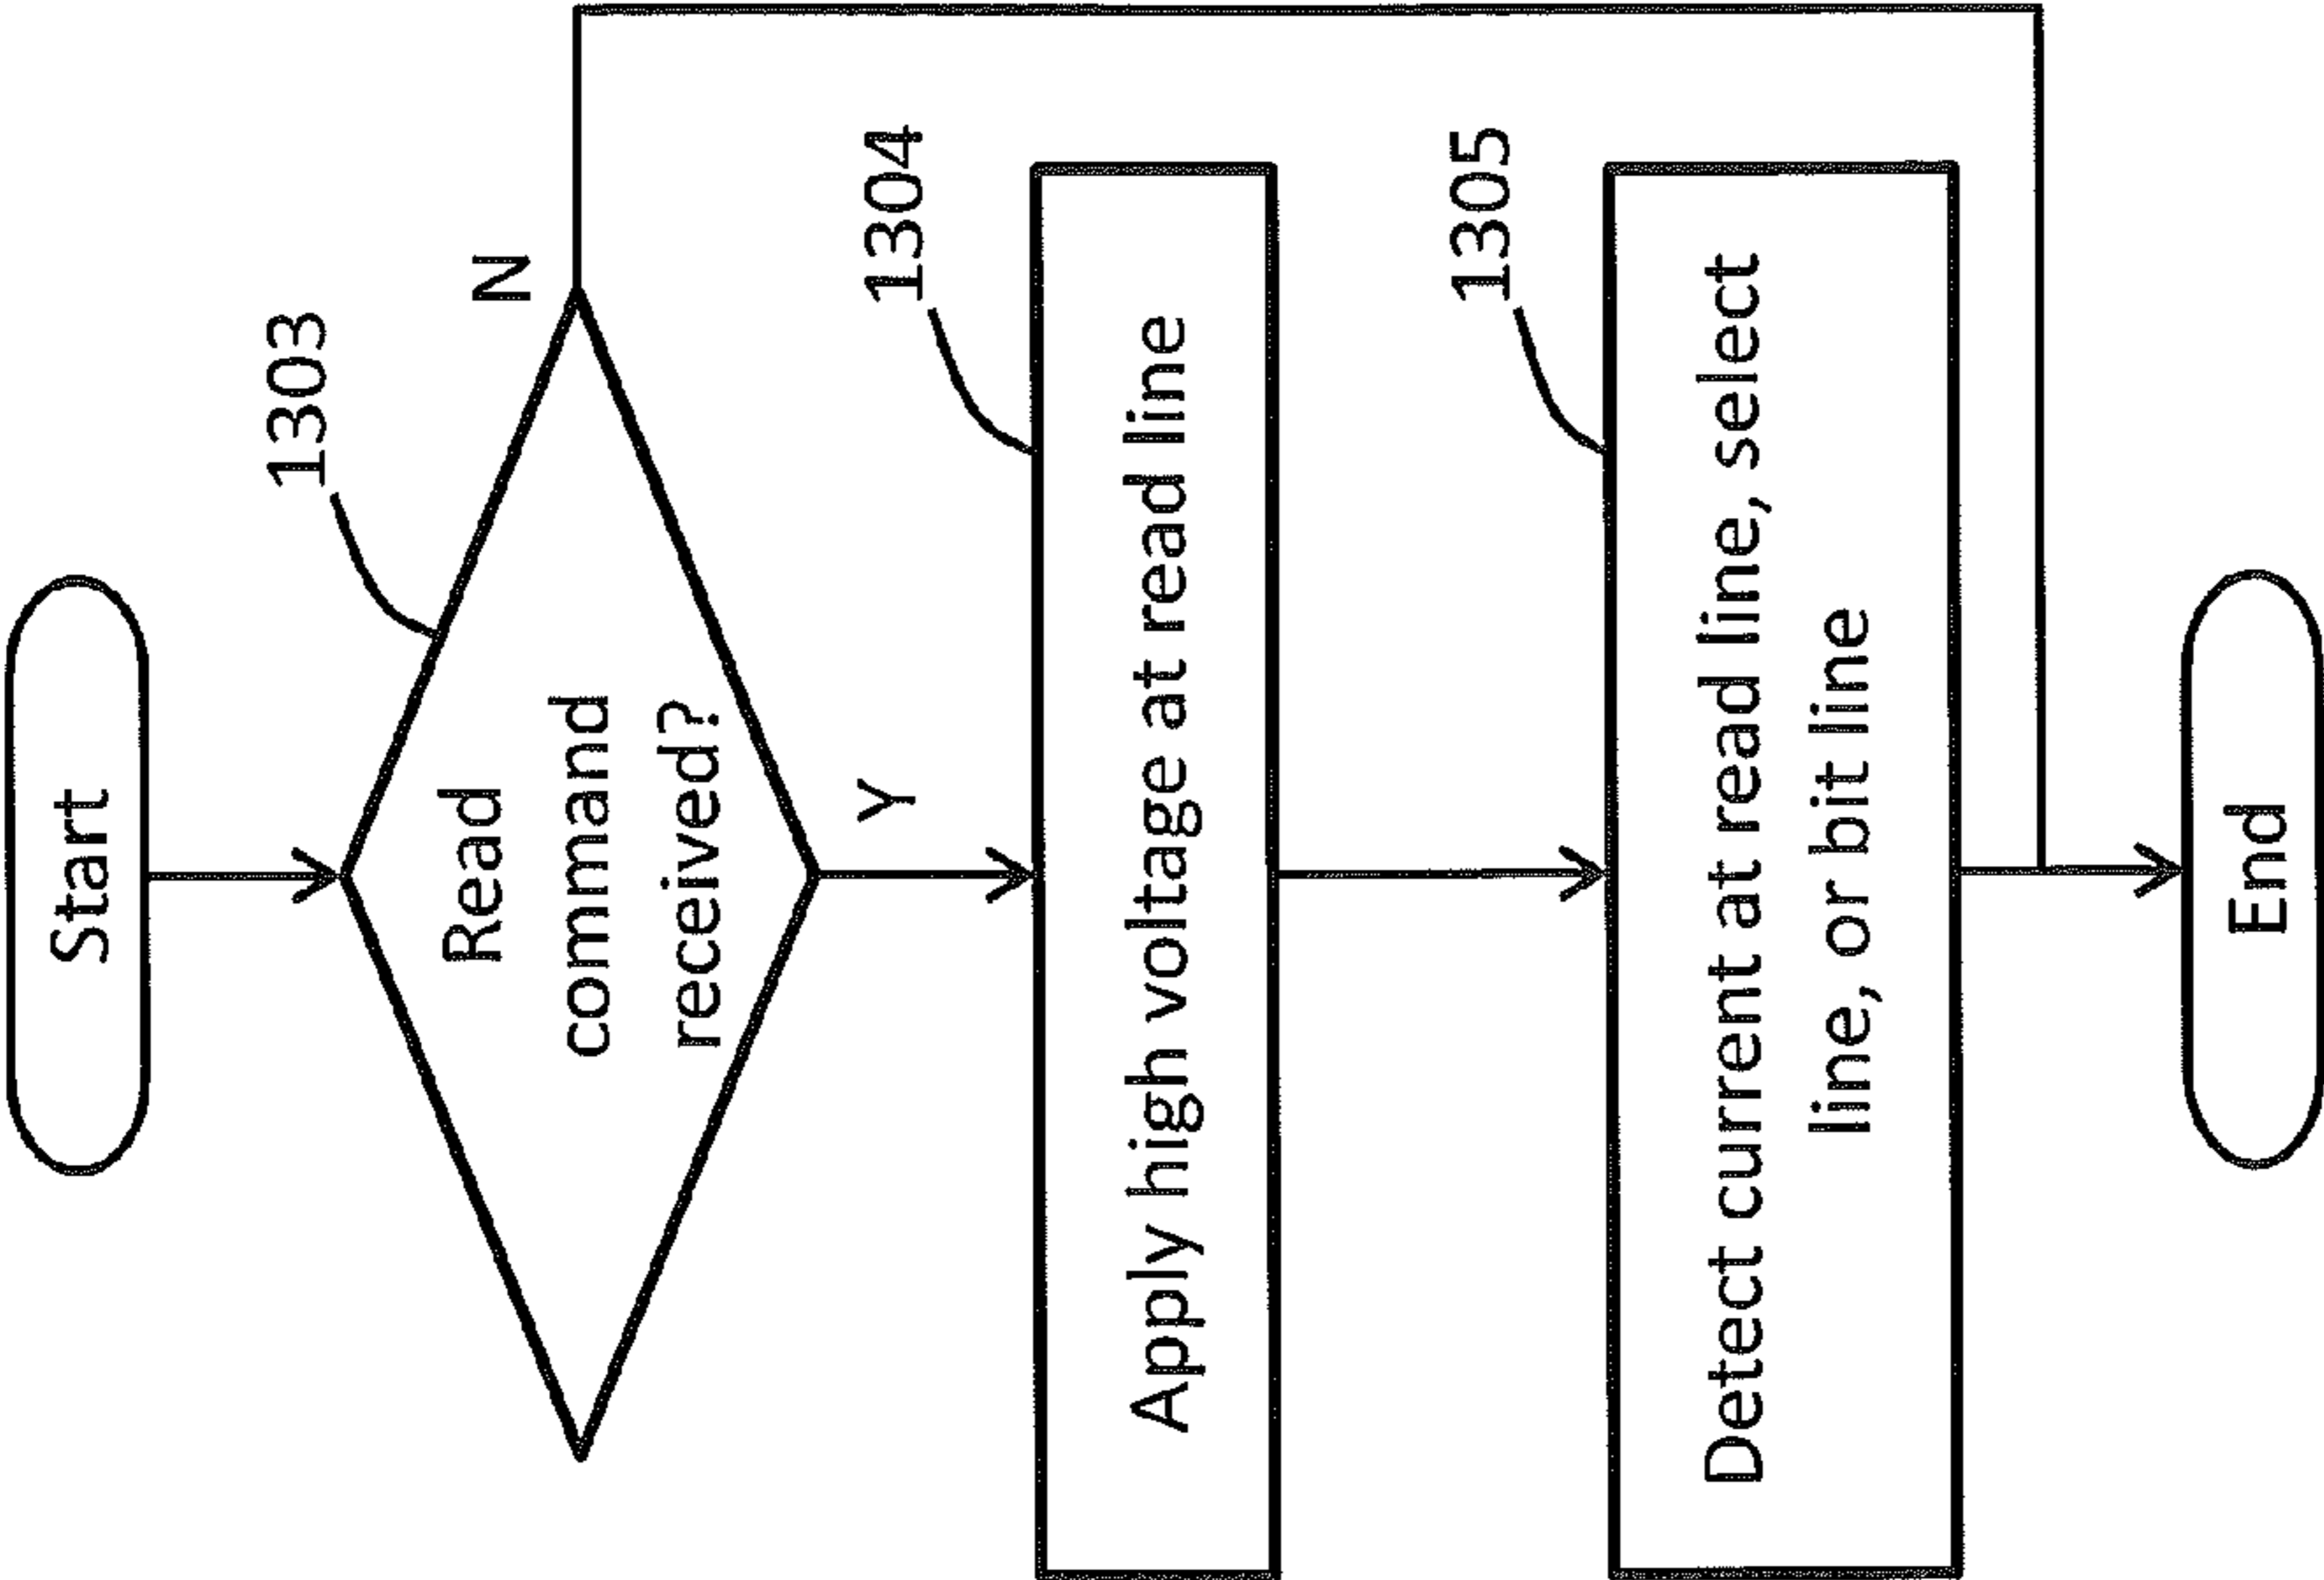 Start
1303
Read
command
received?
N
Y
1304
Apply high voltage at read line
1305
Detect current at read line, select
line, or bit line
End